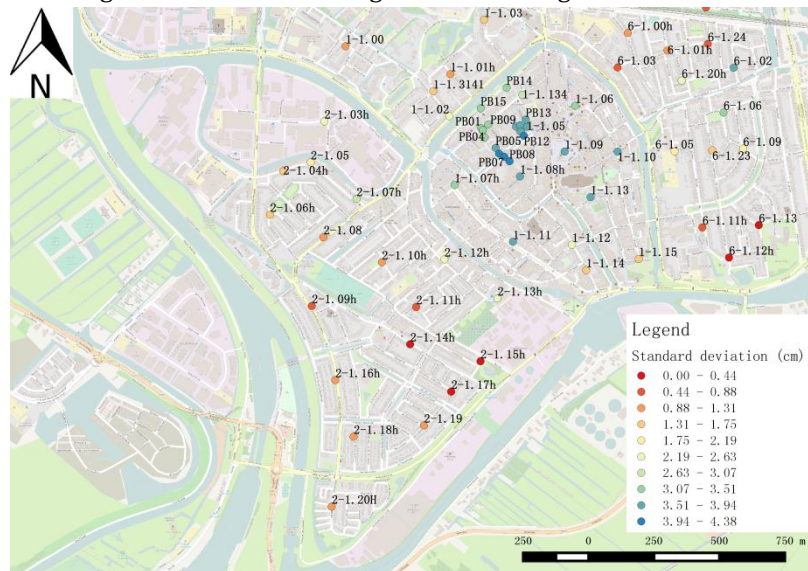 1-1.03
6-1.00h
6-1.24
1-1.00
6-1.01h
6-1.03
6-1.02
1-1.01h
6-1.20h
N
1-1.3141
PB14
1-1.134
PB15
1-1.06
1-1.02
6-1.06
2-1.03h
PB01
PB09
PB13
1-1.05
PB04
PB05
PB12
1-1.09
1-1.10
6-1.05
6-1.23
6-1.09
2-1.05
2-1.04h
PB07
PB08
1-1.08h
2-1.07h
1-1.07h
1-1.13
2-1.06h
6-1.11h
6-1.13
2-1.08
1-1.11
1-1.12
2-1.10h
2-1.12h
1-1.15
6-1.12h
1-1.14
2-1.13h
2-1.09h
2-1.11h
2-1.14h
2-1.15h
2-1.16h
2-1.17h
2-1.18h
2-1.19
2-1.20H
Legend
Standard deviation (cm)
0.00 - 0.44
0.44 - 0.88
0.88 - 1.31
1.31 - 1.75
1.75 - 2.19
2.19 - 2.63
2.63 - 3.07
3.07 - 3.51
3.51 - 3.94
3.94 - 4.38
250 0 250 500 750 m